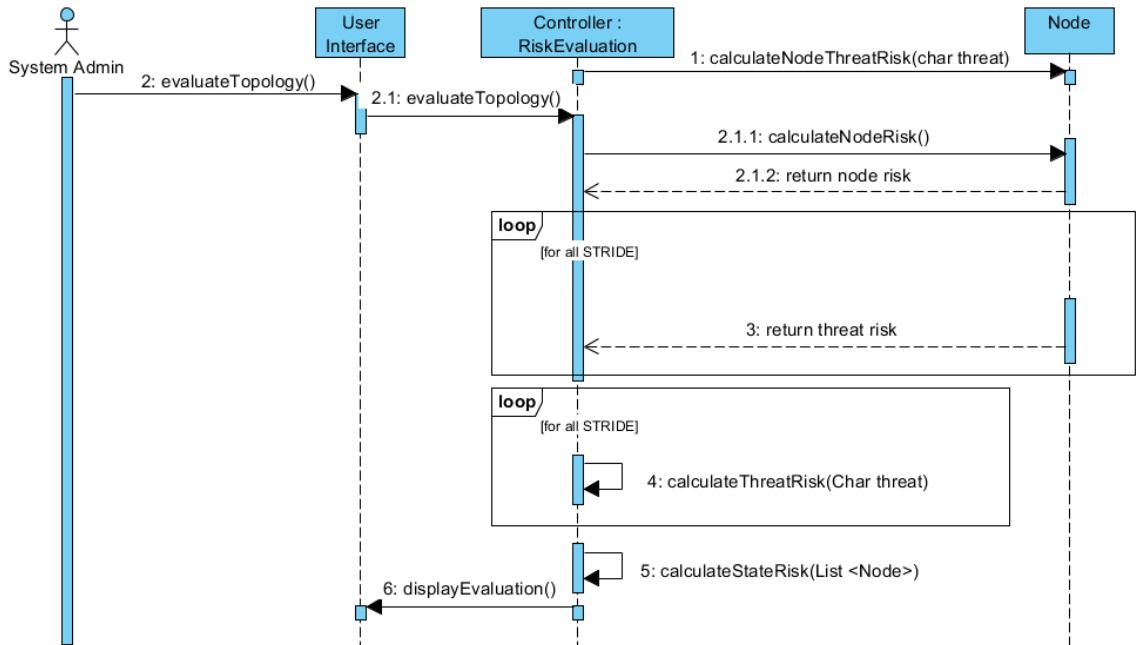 User
Interface
Controller :
RiskEvaluation
Node
System Admin
1: calculateNodeThreatRisk(char threat)
2: evaluateTopology()
2.1: evaluateTopology()
2.1.1: calculateNodeRisk()
2.1.2: return node risk
loop
[for all STRIDE]
3: return threat risk
loop
[for all STRIDE]
4: calculateThreatRisk(Char threat)
5: calculateStateRisk(List <Node>)
6: displayEvaluation()